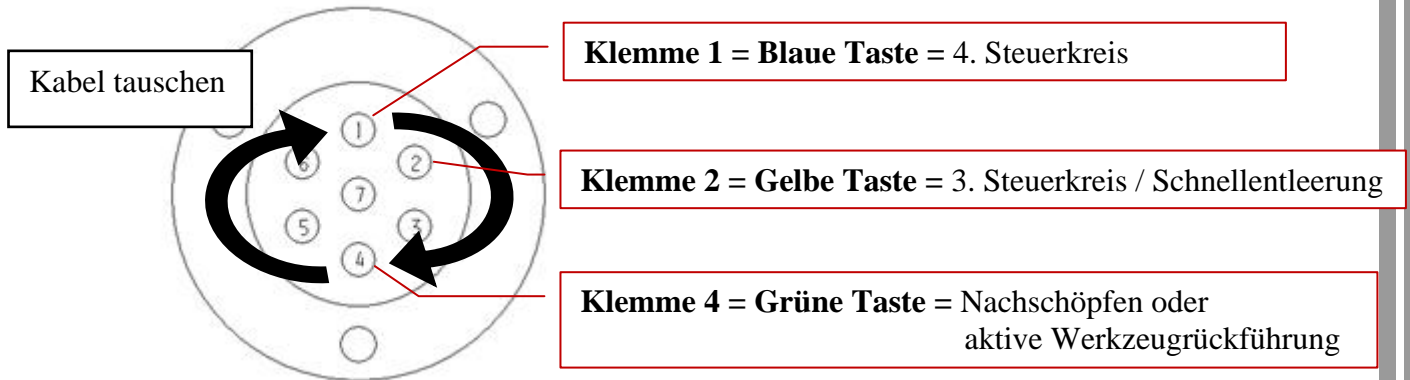 Kabel tauschen
Klemme 1 = Blaue Taste = 4. Steuerkreis
Klemme 2 = Gelbe Taste = 3. Steuerkreis / Schnellentleerung
Klemme 4 = Grüne Taste = Nachschöpfen oder
aktive Werkzeugrückführung
1
6
2
7
5
3
4